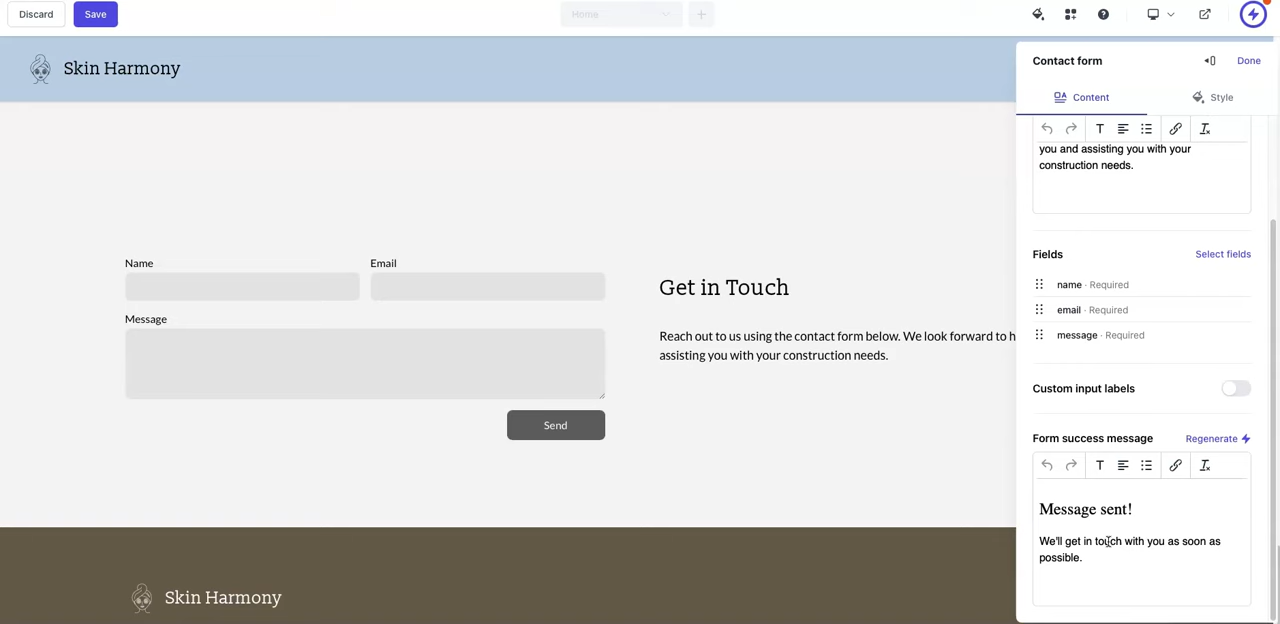 Discard
Save
Home
Skin Harmony
Contact form
Done
Content
Style
you and assisting you with your
construction needs.
Name
Email
Message
Send
Get in Touch
Reach out to us using the contact form below. We look forward to h
assisting you with your construction needs.
Fields
Select fields
name · Required
email · Required
message · Required
Custom input labels
Form success message
Regenerate
Message sent!
We'll get in touch with you as soon as
possible.
Skin Harmony